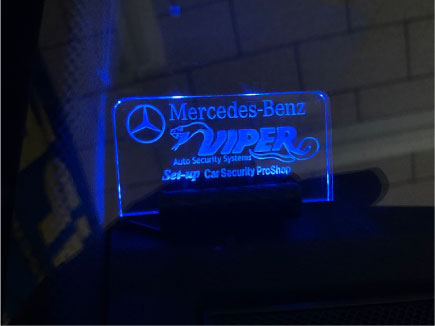 Mercedes-Benz
VIPER
Auto Security Systems
Set-up Car Security ProShop